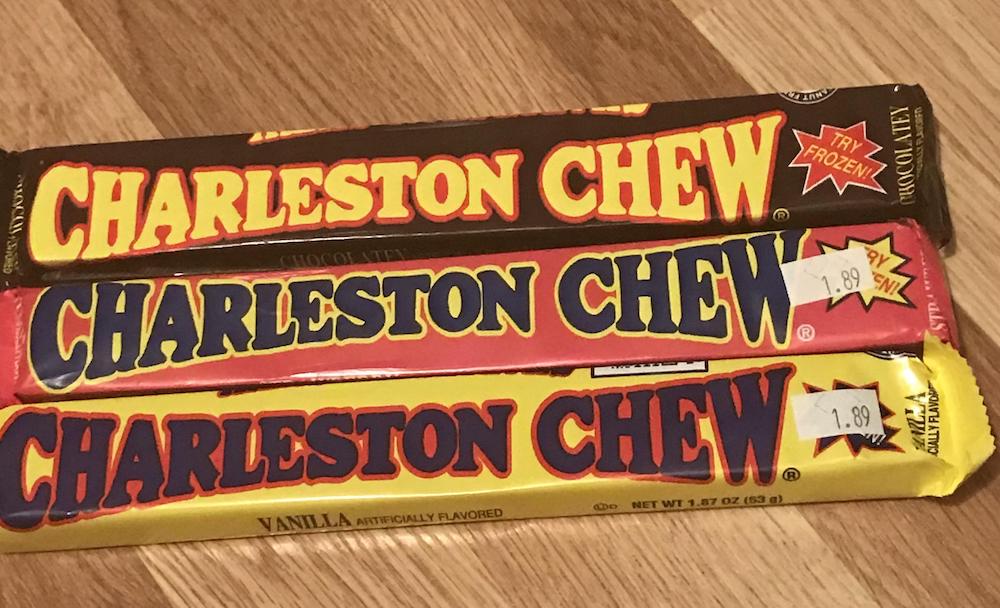 CHARLESTON CHEW®
TRY
FROZEN!
CHOCOLATEY
CHOCOLATEY
CHARLESTON CHEW®
1.89
CHARLESTON CHEW®
1.89
VANILLA ARTIFICIALLY FLAVORED
NET WT 1.87 OZ (53 g)